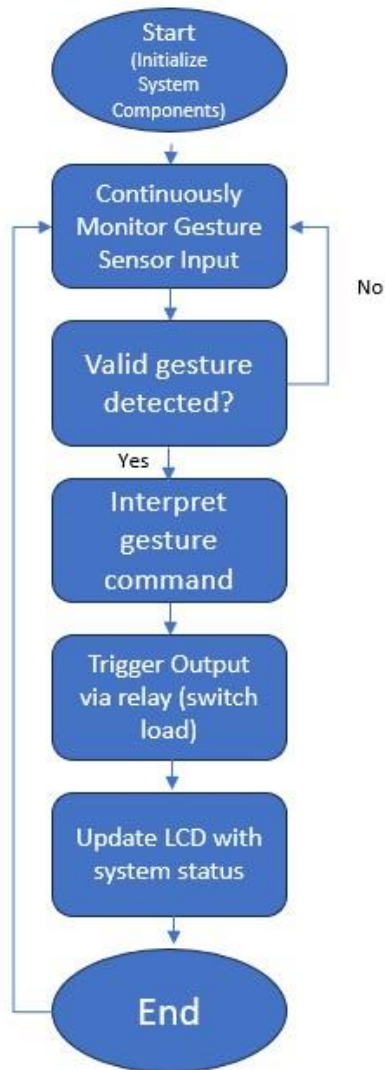 Start
(Initialize
System
Components)
Continuously
Monitor Gesture
Sensor Input
No
Valid gesture
detected?
Yes
Interpret
gesture
command
Trigger Output
via relay (switch
load)
Update LCD with
system status
End